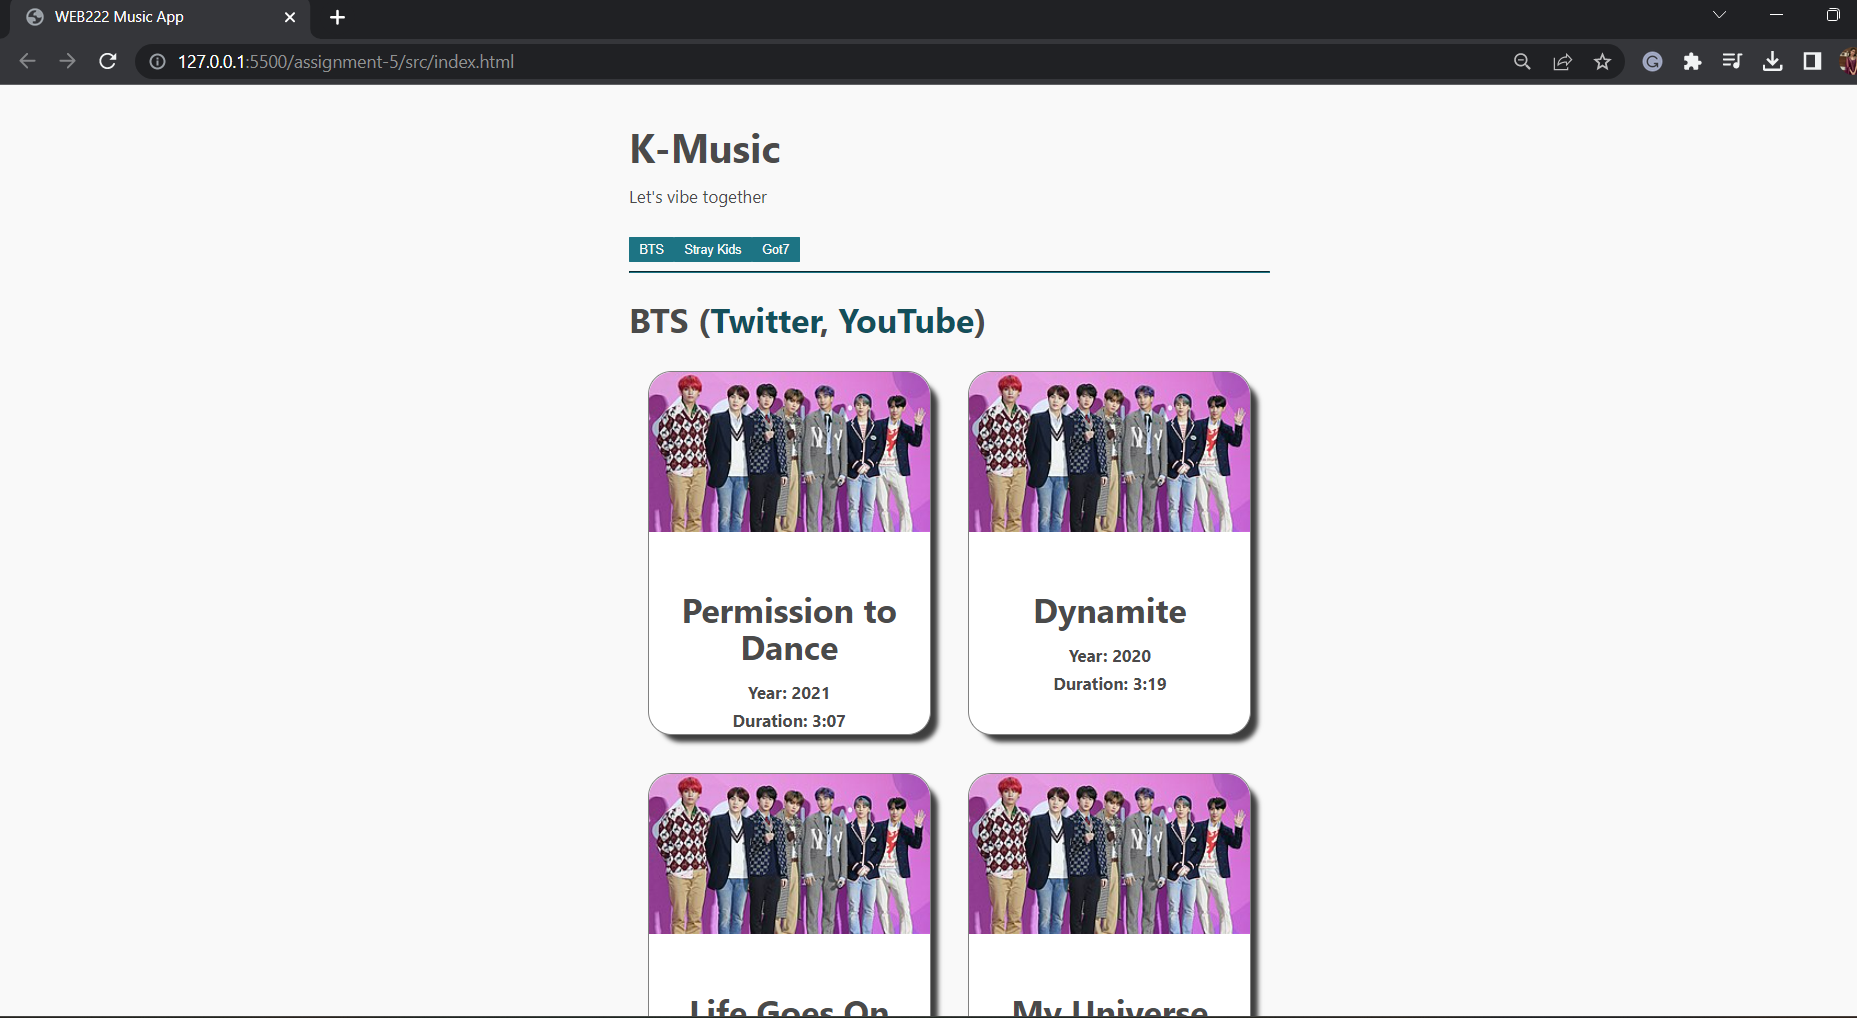 WEB222 Music App
127.0.0.1:5500/assignment-5/src/index.html
K-Music
Let's vibe together
BTS Stray Kids Got7
BTS (Twitter, YouTube)
Permission to
Dance
Year: 2021
Duration: 3:07
Dynamite
Year: 2020
Duration: 3:19
Life Goes On
My Universe